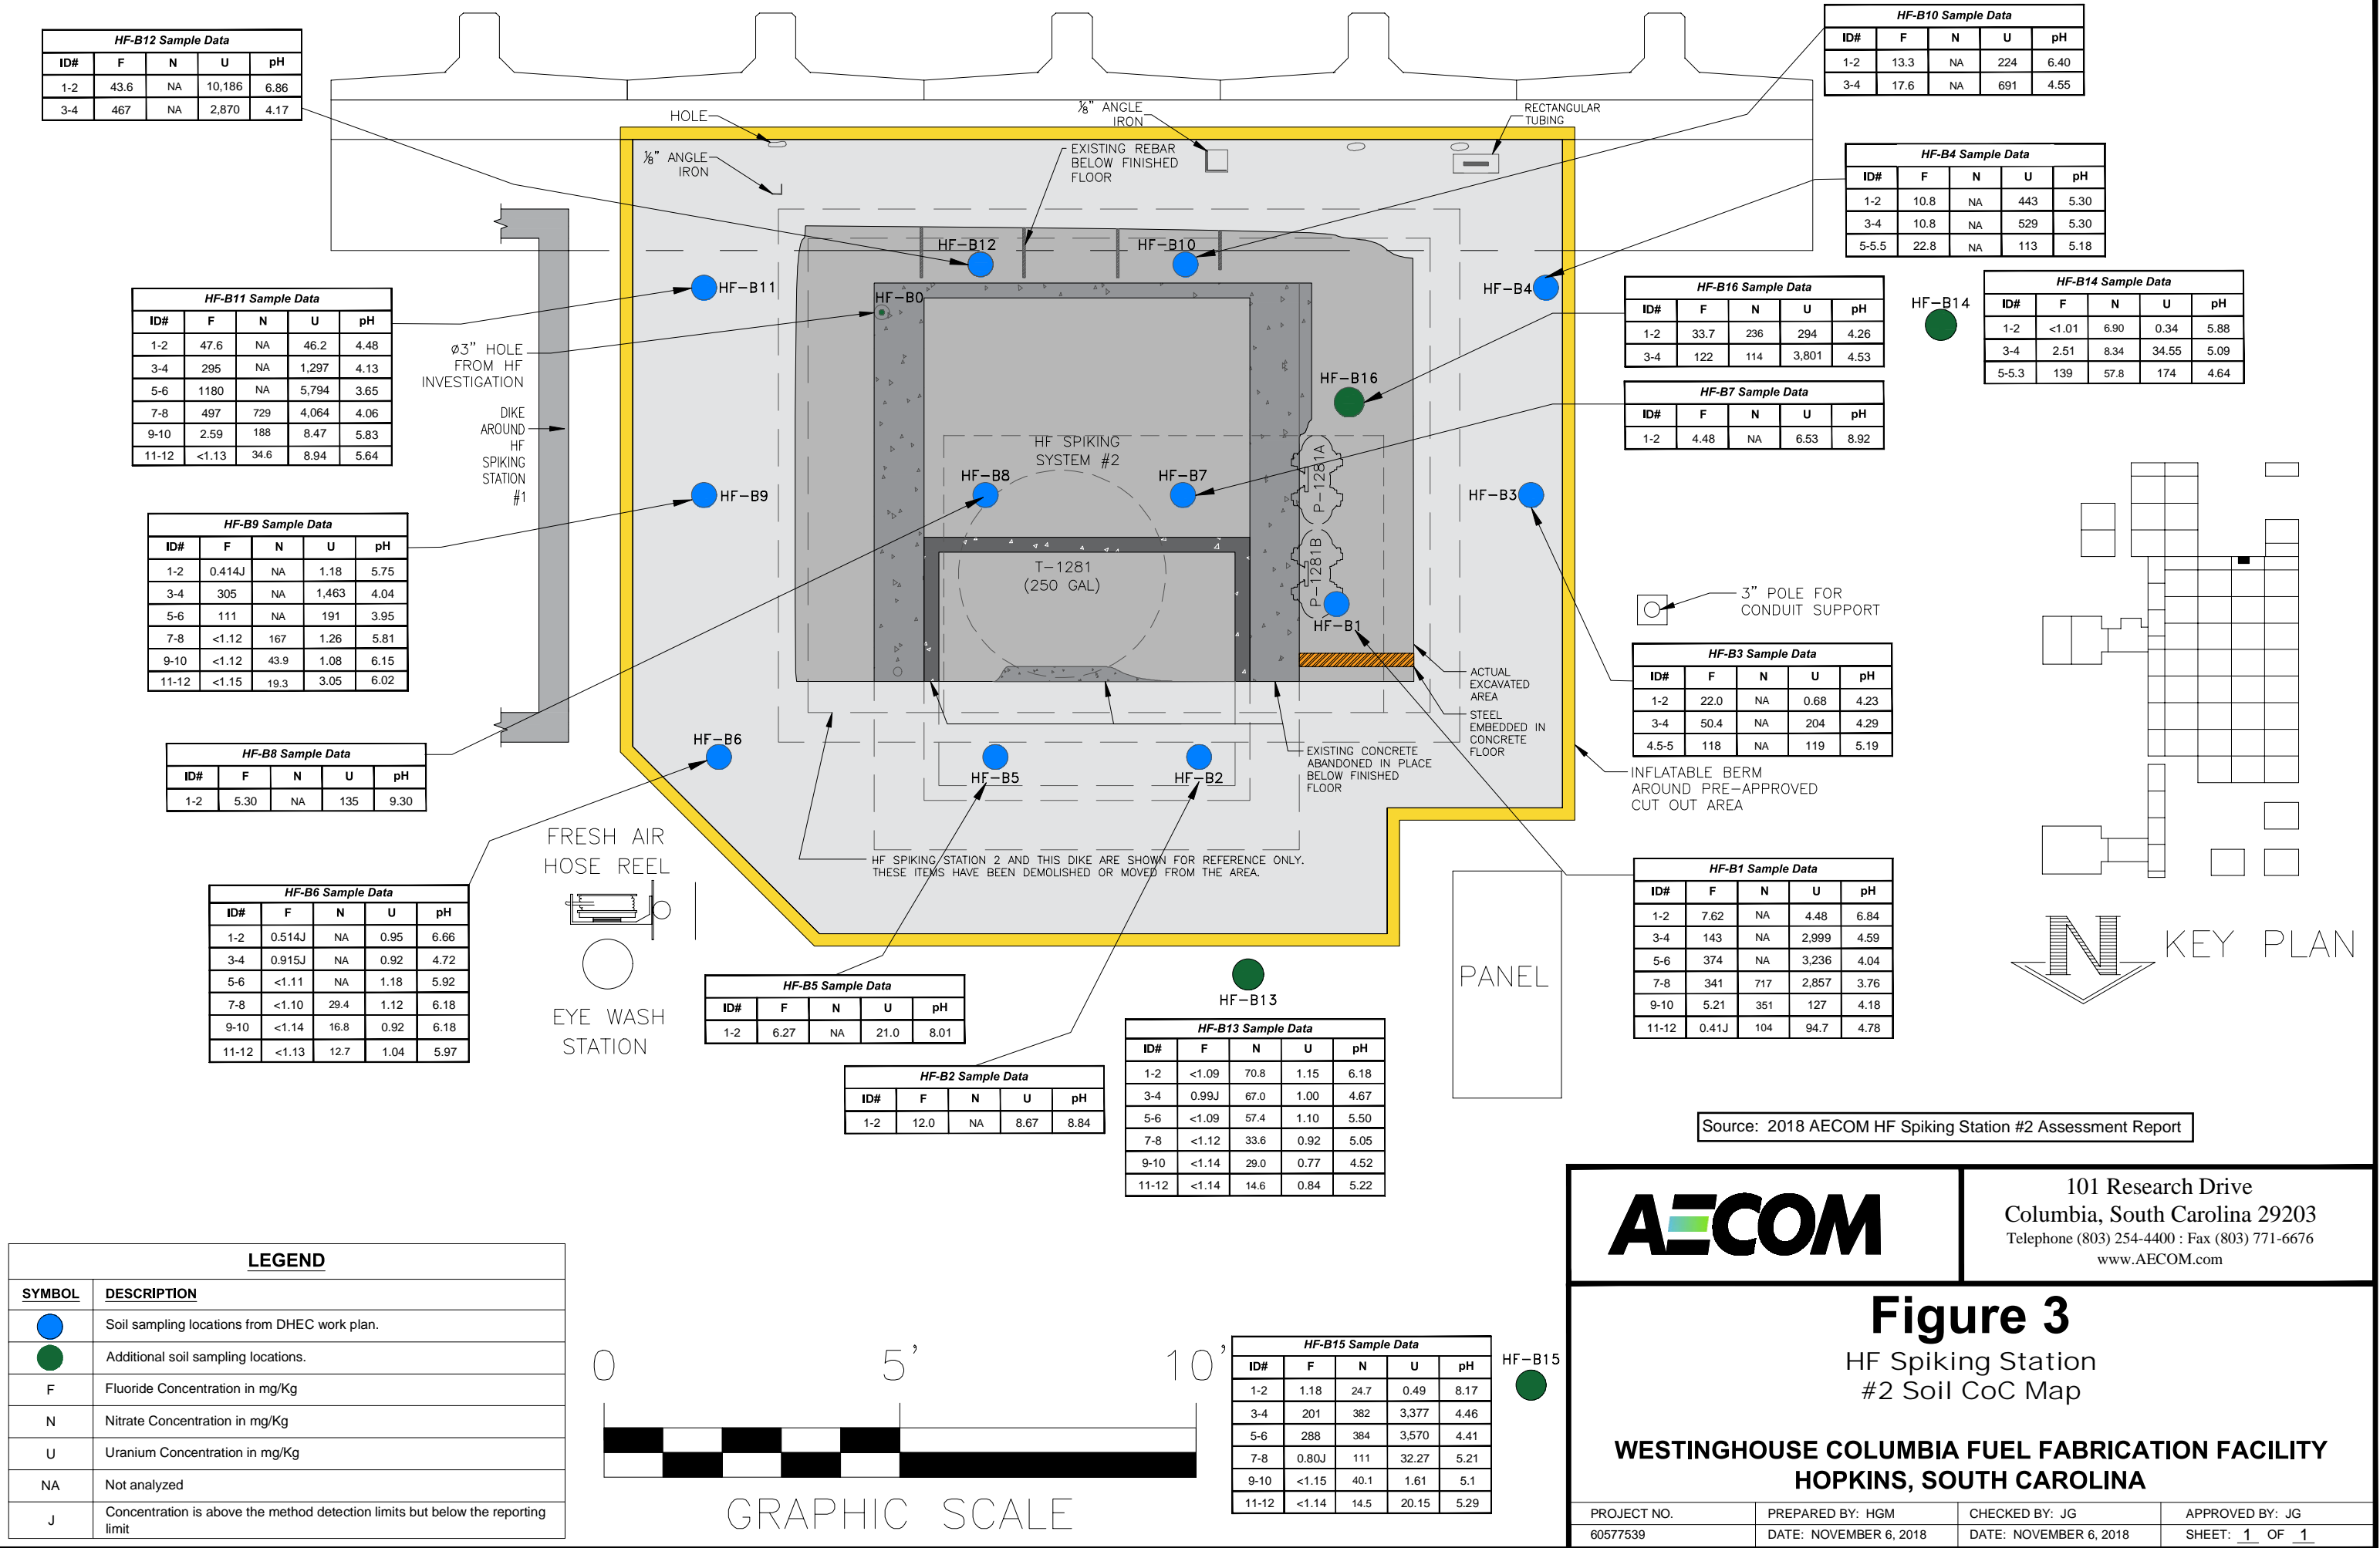 HF-B12 Sample Data
ID# F N U pH
1-2 43.6 NA 10,186 6.86
3-4 467 NA 2,870 4.17
HF-B10 Sample Data
ID# F N U pH
1-2 13.3 NA 224 6.40
3-4 17.6 NA 691 4.55
HF-B4 Sample Data
ID# F N U pH
1-2 10.8 NA 443 5.30
3-4 10.8 NA 529 5.30
5-5.5 22.8 NA 113 5.18
HOLE
⅛" ANGLE
IRON
⅛" ANGLE
IRON
EXISTING REBAR
BELOW FINISHED
FLOOR
RECTANGULAR
TUBING
HF-B12
HF-B10
HF-B11
HF-B4
HF-B0
HF-B16
HF-B14
HF-B11 Sample Data
ID# F N U pH
1-2 47.6 NA 46.2 4.48
3-4 295 NA 1,297 4.13
5-6 1180 NA 5,794 3.65
7-8 497 729 4,064 4.06
9-10 2.59 188 8.47 5.83
11-12 <1.13 34.6 8.94 5.64
HF-B16 Sample Data
ID# F N U pH
1-2 33.7 236 294 4.26
3-4 122 114 3,801 4.53
HF-B14 Sample Data
ID# F N U pH
1-2 <1.01 6.90 0.34 5.88
3-4 2.51 8.34 34.55 5.09
5-5.3 139 57.8 174 4.64
HF-B7 Sample Data
ID# F N U pH
1-2 4.48 NA 6.53 8.92
ø3" HOLE
FROM HF
INVESTIGATION
DIKE
AROUND
HF
SPIKING
STATION
#1
HF SPIKING
SYSTEM #2
HF-B8
HF-B7
HF-B9
HF-B3
P-1281A
P-1281B
T-1281
(250 GAL)
HF-B1
HF-B9 Sample Data
ID# F N U pH
1-2 0.414J NA 1.18 5.75
3-4 305 NA 1,463 4.04
5-6 111 NA 191 3.95
7-8 <1.12 167 1.26 5.81
9-10 <1.12 43.9 1.08 6.15
11-12 <1.15 19.3 3.05 6.02
3" POLE FOR
CONDUIT SUPPORT
HF-B3 Sample Data
ID# F N U pH
1-2 22.0 NA 0.68 4.23
3-4 50.4 NA 204 4.29
4.5-5 118 NA 119 5.19
ACTUAL
EXCAVATED
AREA
STEEL
EMBEDDED IN
CONCRETE
FLOOR
EXISTING CONCRETE
ABANDONED IN PLACE
BELOW FINISHED
FLOOR
INFLATABLE BERM
AROUND PRE-APPROVED
CUT OUT AREA
HF-B6
HF-B5
HF-B2
HF-B8 Sample Data
ID# F N U pH
1-2 5.30 NA 135 9.30
HF SPIKING STATION 2 AND THIS DIKE ARE SHOWN FOR REFERENCE ONLY.
THESE ITEMS HAVE BEEN DEMOLISHED OR MOVED FROM THE AREA.
FRESH AIR
HOSE REEL
EYE WASH
STATION
PANEL
N
KEY PLAN
HF-B6 Sample Data
ID# F N U pH
1-2 0.514J NA 0.95 6.66
3-4 0.915J NA 0.92 4.72
5-6 <1.11 NA 1.18 5.92
7-8 <1.10 29.4 1.12 6.18
9-10 <1.14 16.8 0.92 6.18
11-12 <1.13 12.7 1.04 5.97
HF-B1 Sample Data
ID# F N U pH
1-2 7.62 NA 4.48 6.84
3-4 143 NA 2,999 4.59
5-6 374 NA 3,236 4.04
7-8 341 717 2,857 3.76
9-10 5.21 351 127 4.18
11-12 0.41J 104 94.7 4.78
HF-B5 Sample Data
ID# F N U pH
1-2 6.27 NA 21.0 8.01
HF-B2 Sample Data
ID# F N U pH
1-2 12.0 NA 8.67 8.84
HF-B13
HF-B13 Sample Data
ID# F N U pH
1-2 <1.09 70.8 1.15 6.18
3-4 0.99J 67.0 1.00 4.67
5-6 <1.09 57.4 1.10 5.50
7-8 <1.12 33.6 0.92 5.05
9-10 <1.14 29.0 0.77 4.52
11-12 <1.14 14.6 0.84 5.22
Source: 2018 AECOM HF Spiking Station #2 Assessment Report
LEGEND
SYMBOL DESCRIPTION
Soil sampling locations from DHEC work plan.
Additional soil sampling locations.
F Fluoride Concentration in mg/Kg
N Nitrate Concentration in mg/Kg
U Uranium Concentration in mg/Kg
NA Not analyzed
J Concentration is above the method detection limits but below the reporting
limit
0 5' 10'
GRAPHIC SCALE
HF-B15 Sample Data
ID# F N U pH
1-2 1.18 24.7 0.49 8.17
3-4 201 382 3,377 4.46
5-6 288 384 3,570 4.41
7-8 0.80J 111 32.27 5.21
9-10 <1.15 40.1 1.61 5.1
11-12 <1.14 14.5 20.15 5.29
HF-B15
AECOM
101 Research Drive
Columbia, South Carolina 29203
Telephone (803) 254-4400 : Fax (803) 771-6676
www.AECOM.com
Figure 3
HF Spiking Station
#2 Soil CoC Map
WESTINGHOUSE COLUMBIA FUEL FABRICATION FACILITY
HOPKINS, SOUTH CAROLINA
PROJECT NO. PREPARED BY: HGM CHECKED BY: JG APPROVED BY: JG
60577539 DATE: NOVEMBER 6, 2018 DATE: NOVEMBER 6, 2018 SHEET: 1 OF 1